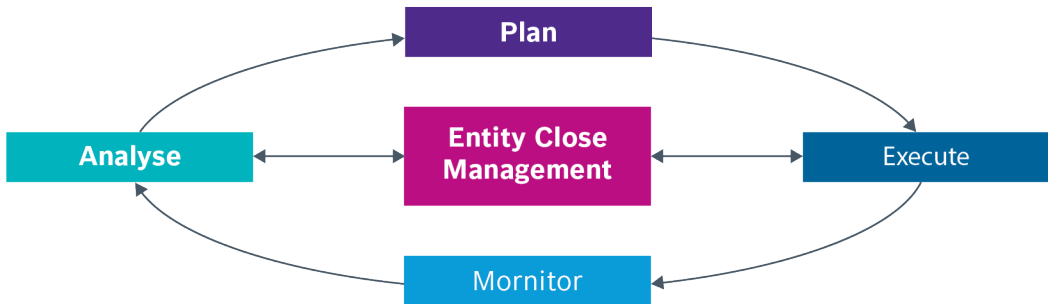 Plan
Analyse
Entity Close
Management
Execute
Mornitor